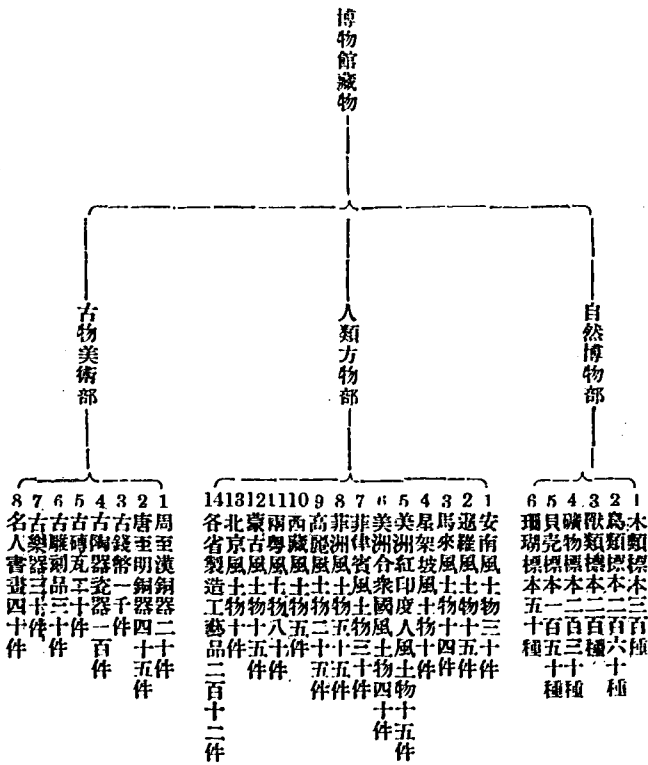 博物館藏物
自然博物部
1木類標本三百種
2鳥類標本二百六十種
3獸類標本二百種
4礦物標本二百三十種
5貝壳標本一百五十種
6珊瑚標本五十種
人類方物部
1安南風土物三十件
2暹羅風土物十五件
3馬來風土物十四件
4星架坡風土物十件
5美洲紅印度人風土物十五件
6美洲合衆國風土物四十件
7菲律賓風土物三十件
8菲洲風土物五十五件
9高麗風土物二十五件
10西藏風土物五件
11兩粵風土物八十件
12蒙古風土物十五件
13北京風土物十件
14各省製造工藝品二百十二件
古物美術部
1周至漢銅器二十件
2唐至明銅器四十五件
3古錢幣一千件
4古陶器瓷器一百件
5古磚瓦二十件
6古雕刻品三十件
7古樂器三十件
8名人書畫四十件